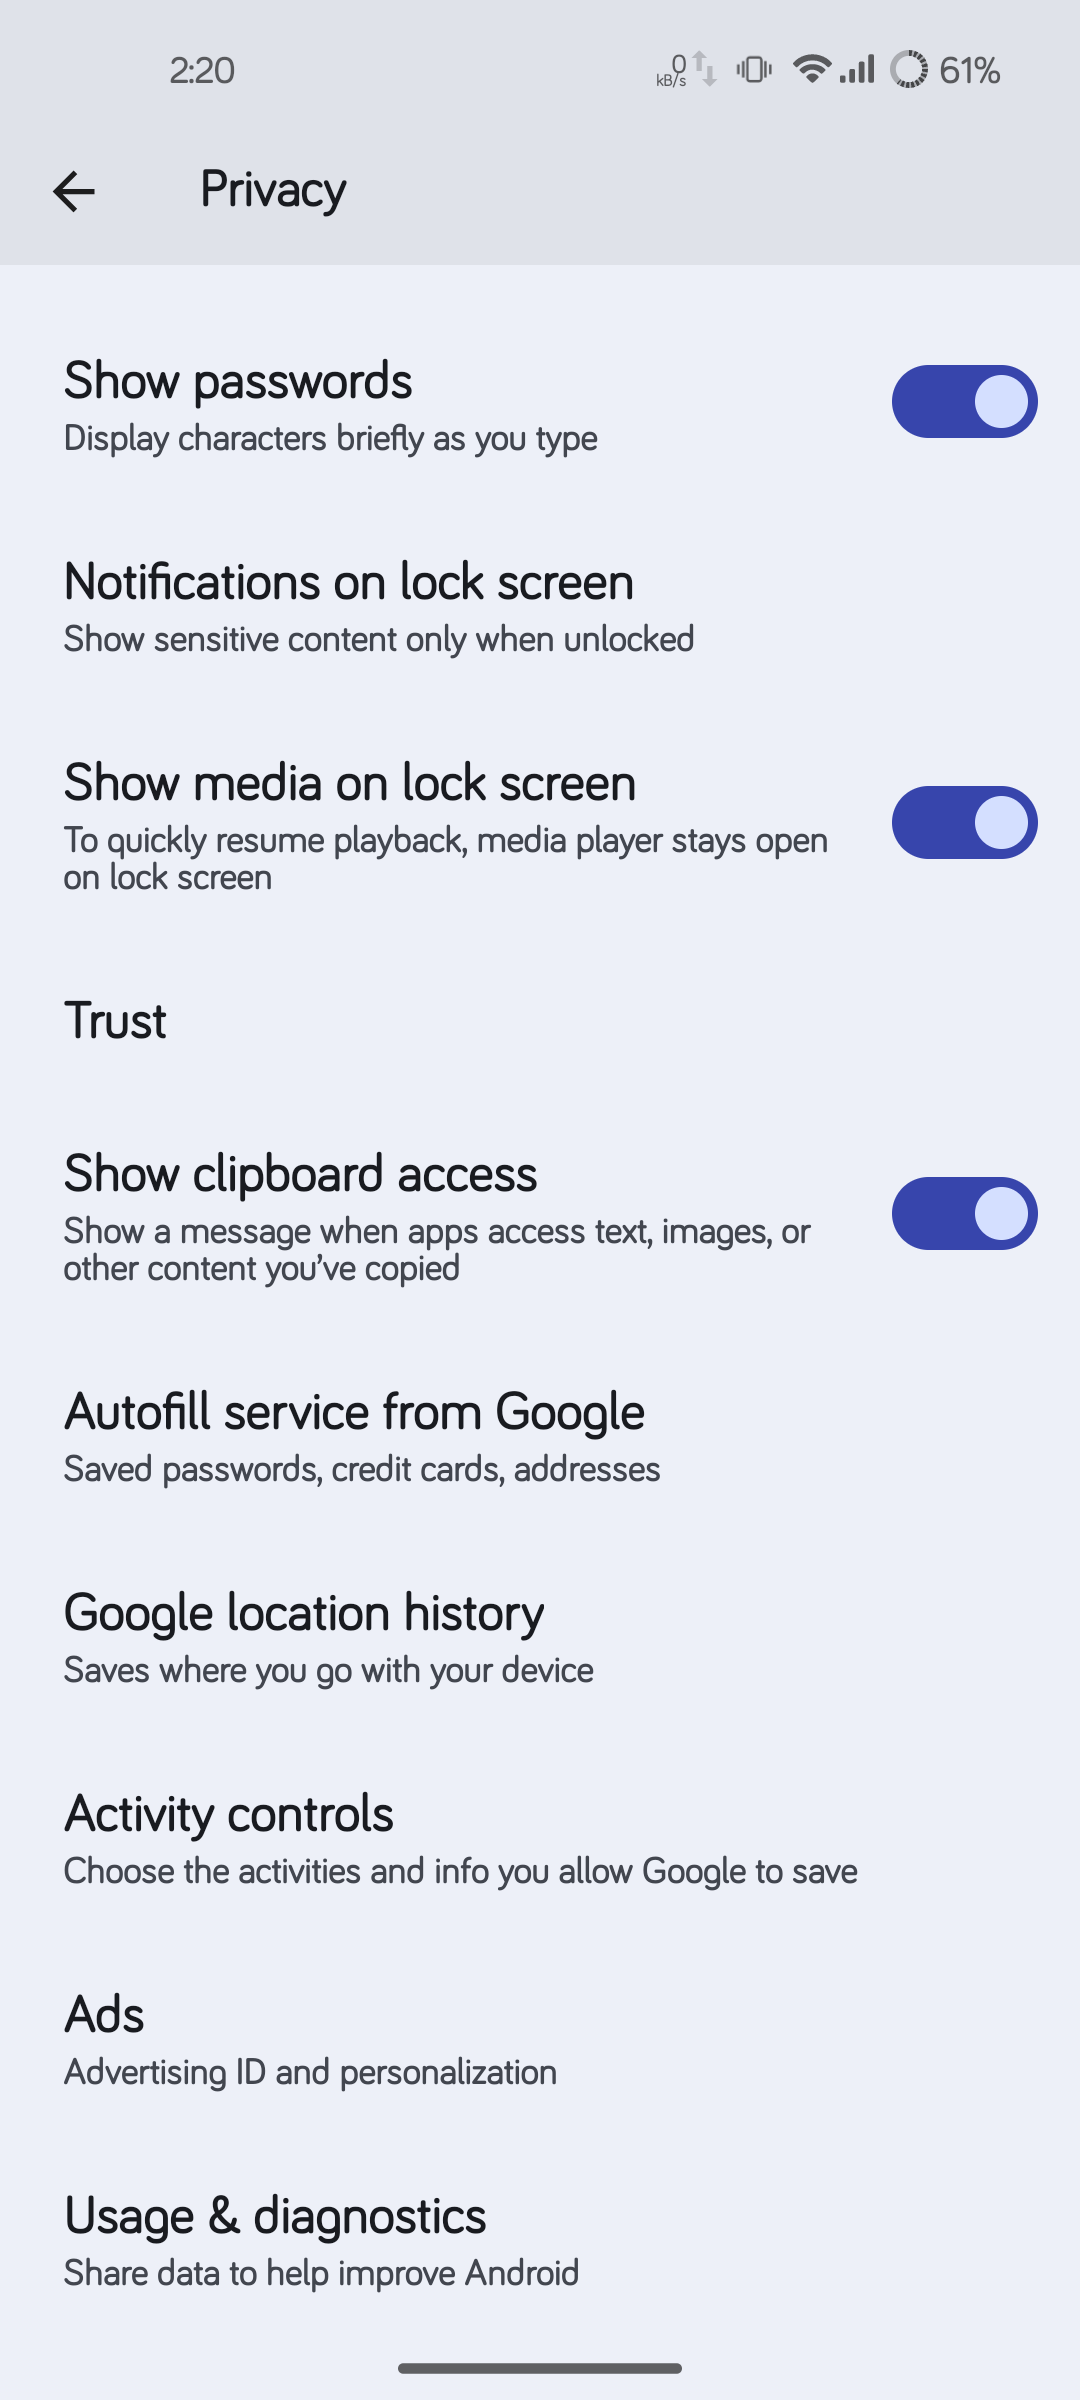 2:20
0
kB/s
61%
Privacy
Show passwords
Display characters briefly as you type
Notifications on lock screen
Show sensitive content only when unlocked
Show media on lock screen
To quickly resume playback, media player stays open
on lock screen
Trust
Show clipboard access
Show a message when apps access text, images, or
other content you’ve copied
Autofill service from Google
Saved passwords, credit cards, addresses
Google location history
Saves where you go with your device
Activity controls
Choose the activities and info you allow Google to save
Ads
Advertising ID and personalization
Usage & diagnostics
Share data to help improve Android